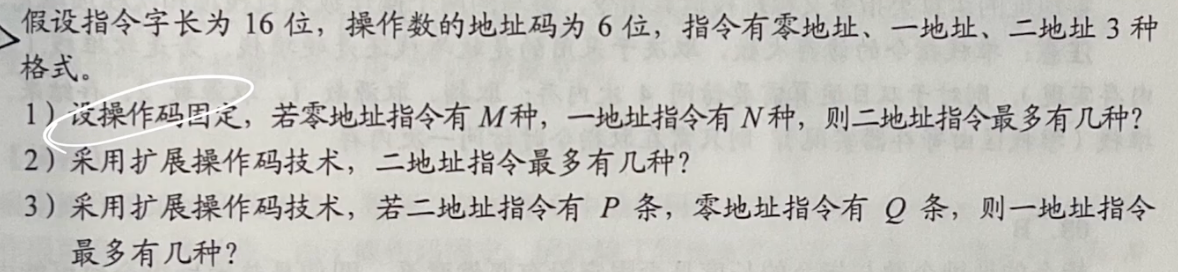 假设指令字长为 16 位，操作数的地址码为 6 位，指令有零地址、一地址、二地址 3 种
格式。
1）设操作码固定，若零地址指令有 M 种，一地址指令有 N 种，则二地址指令最多有几种？
2）采用扩展操作码技术，二地址指令最多有几种？
3）采用扩展操作码技术，若二地址指令有 P 条，零地址指令有 Q 条，则一地址指令
最多有几种？